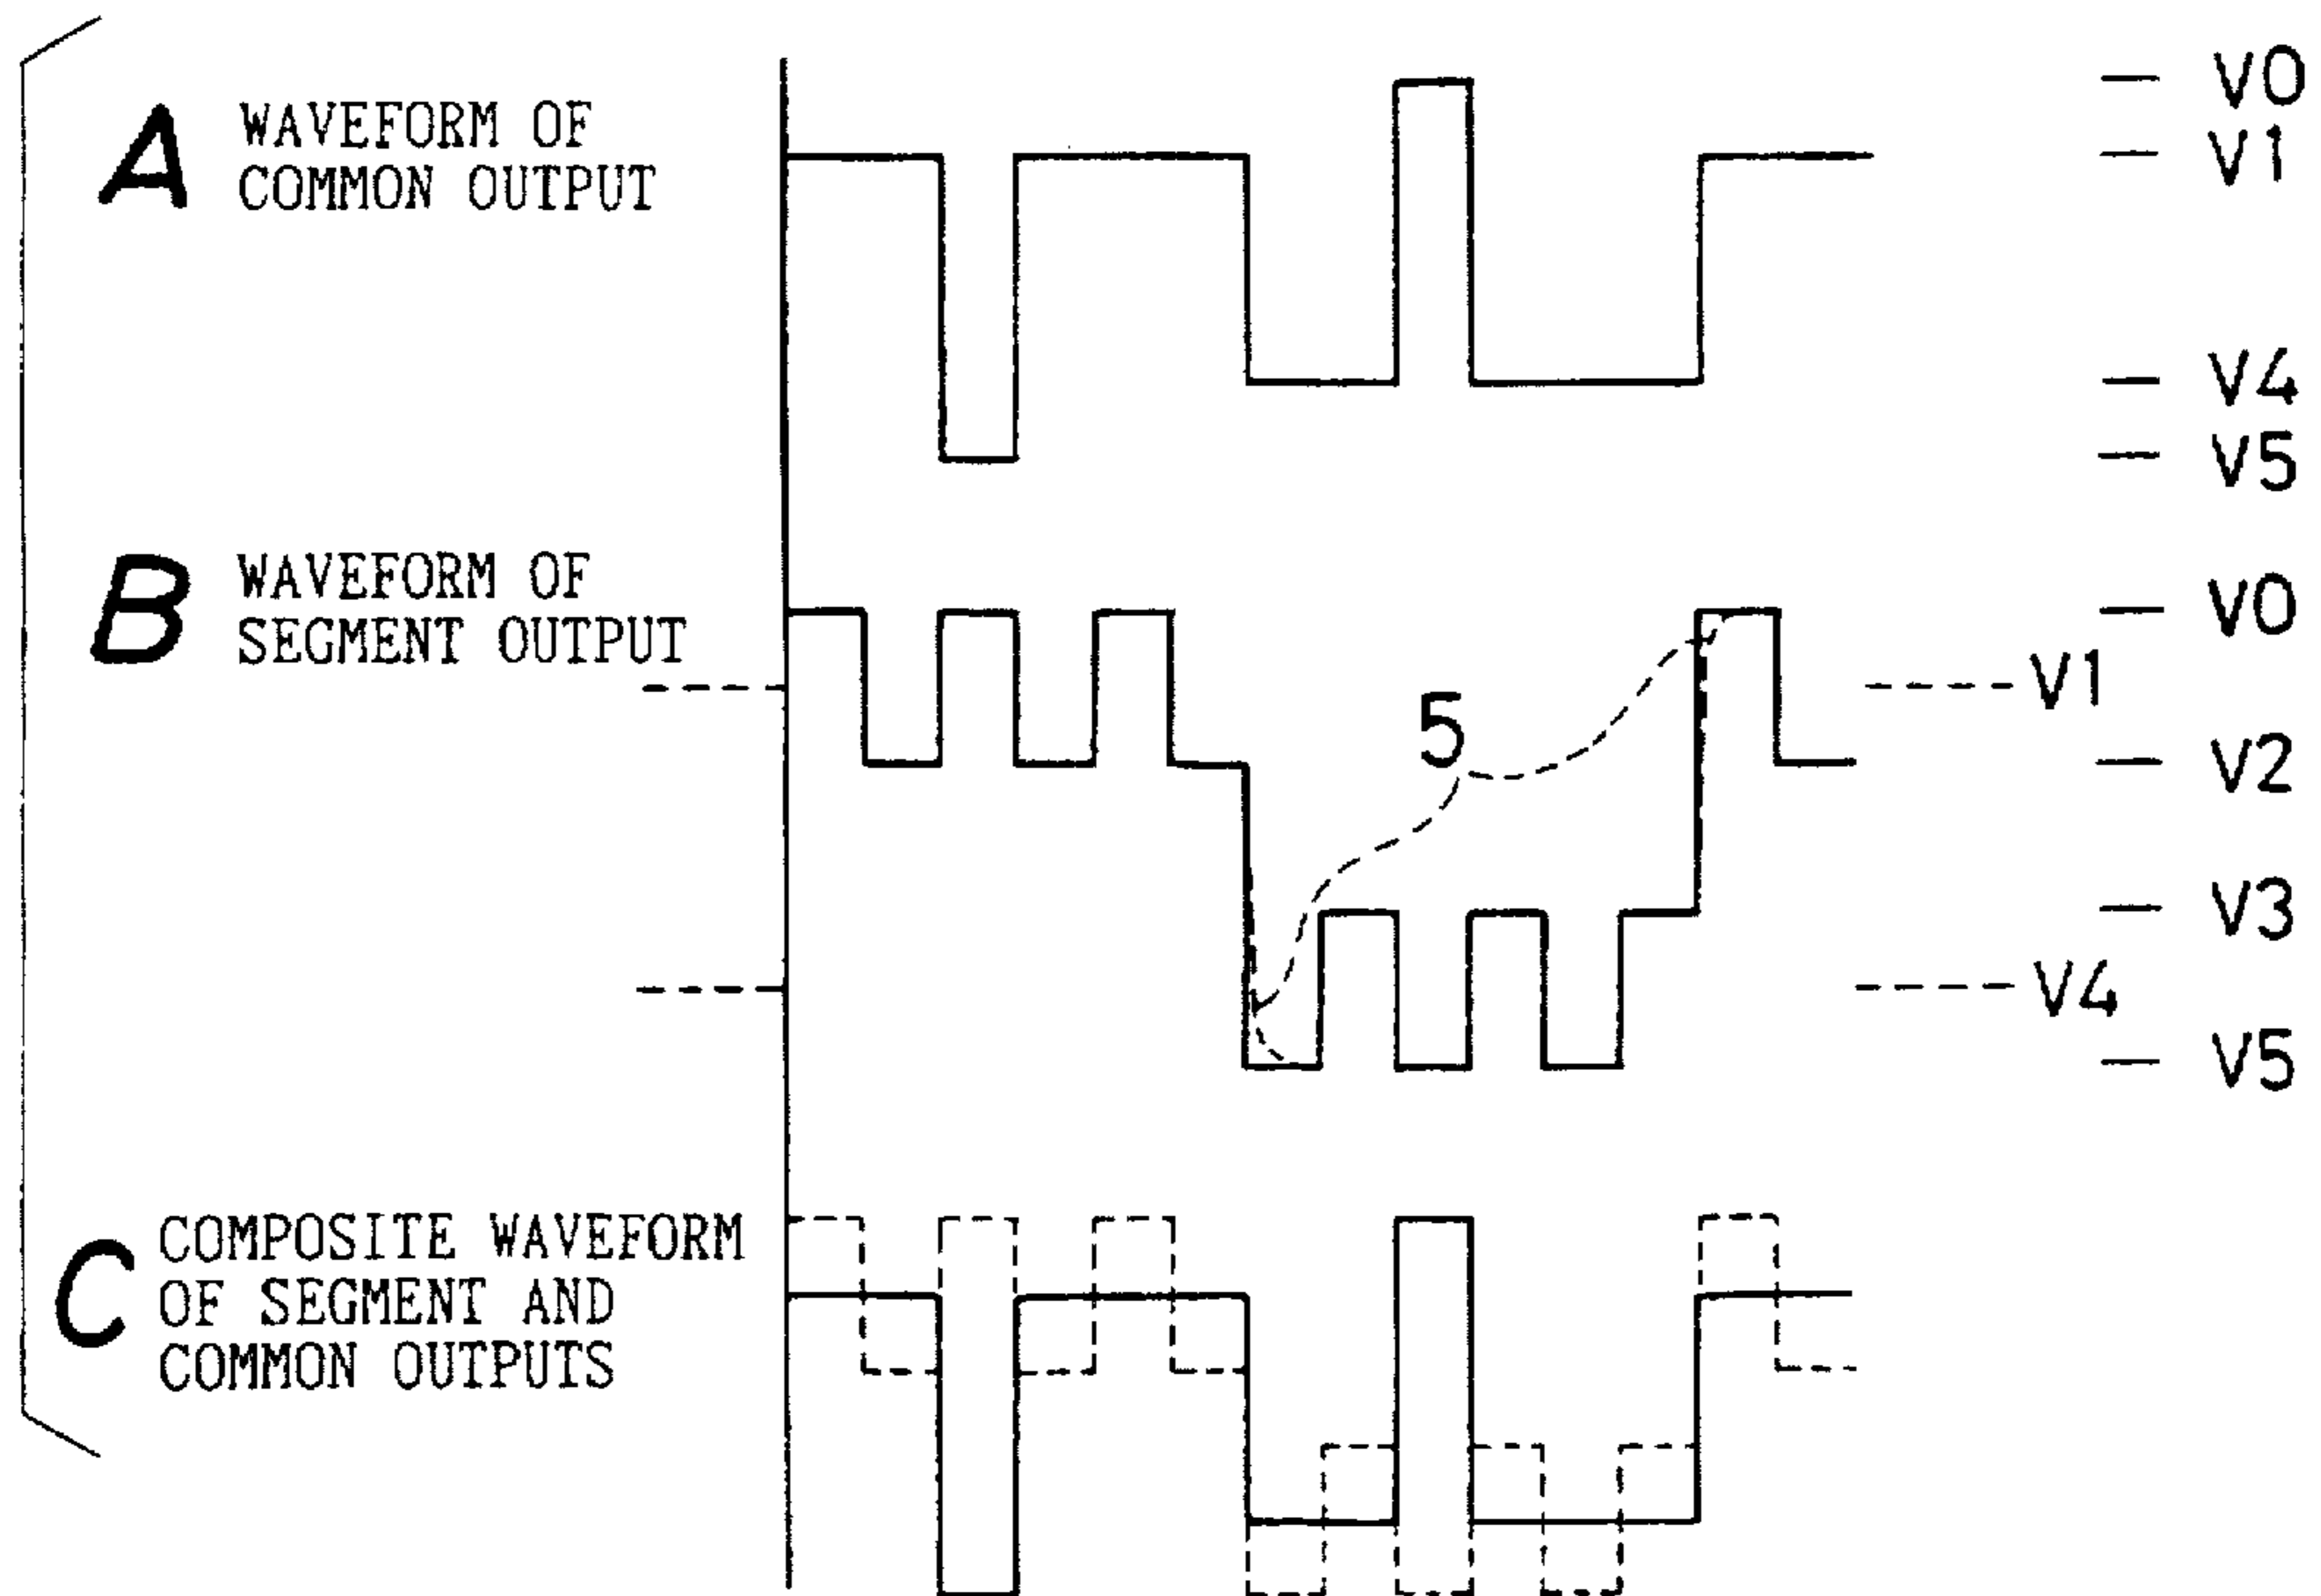 A WAVEFORM OF
COMMON OUTPUT
V0
V1
V4
V5
B WAVEFORM OF
SEGMENT OUTPUT
V0
V1
5
V2
V3
V4
V5
C COMPOSITE WAVEFORM
OF SEGMENT AND
COMMON OUTPUTS